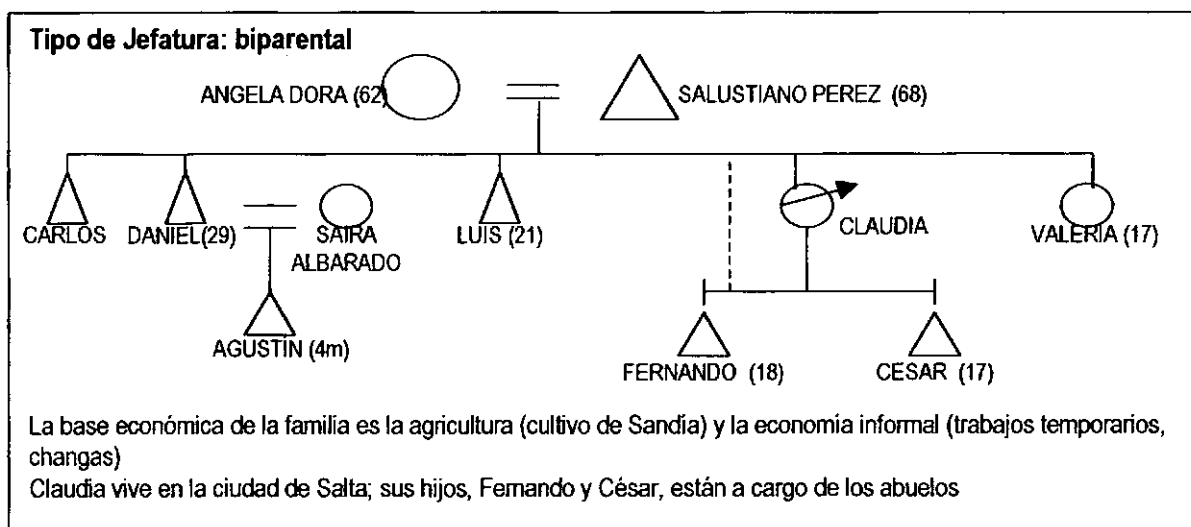 Tipo de Jefatura: biparental
ANGELA DORA (62)
SALUSTIANO PEREZ (68)
CARLOS
DANIEL(29)
SAIRA
ALBARADO
LUIS (21)
CLAUDIA
VALERIA (17)
AGUSTIN (4m)
FERNANDO (18)
CESAR (17)
La base económica de la familia es la agricultura (cultivo de Sandía) y la economía informal (trabajos temporarios,
changas)
Claudia vive en la ciudad de Salta; sus hijos, Fernando y César, están a cargo de los abuelos